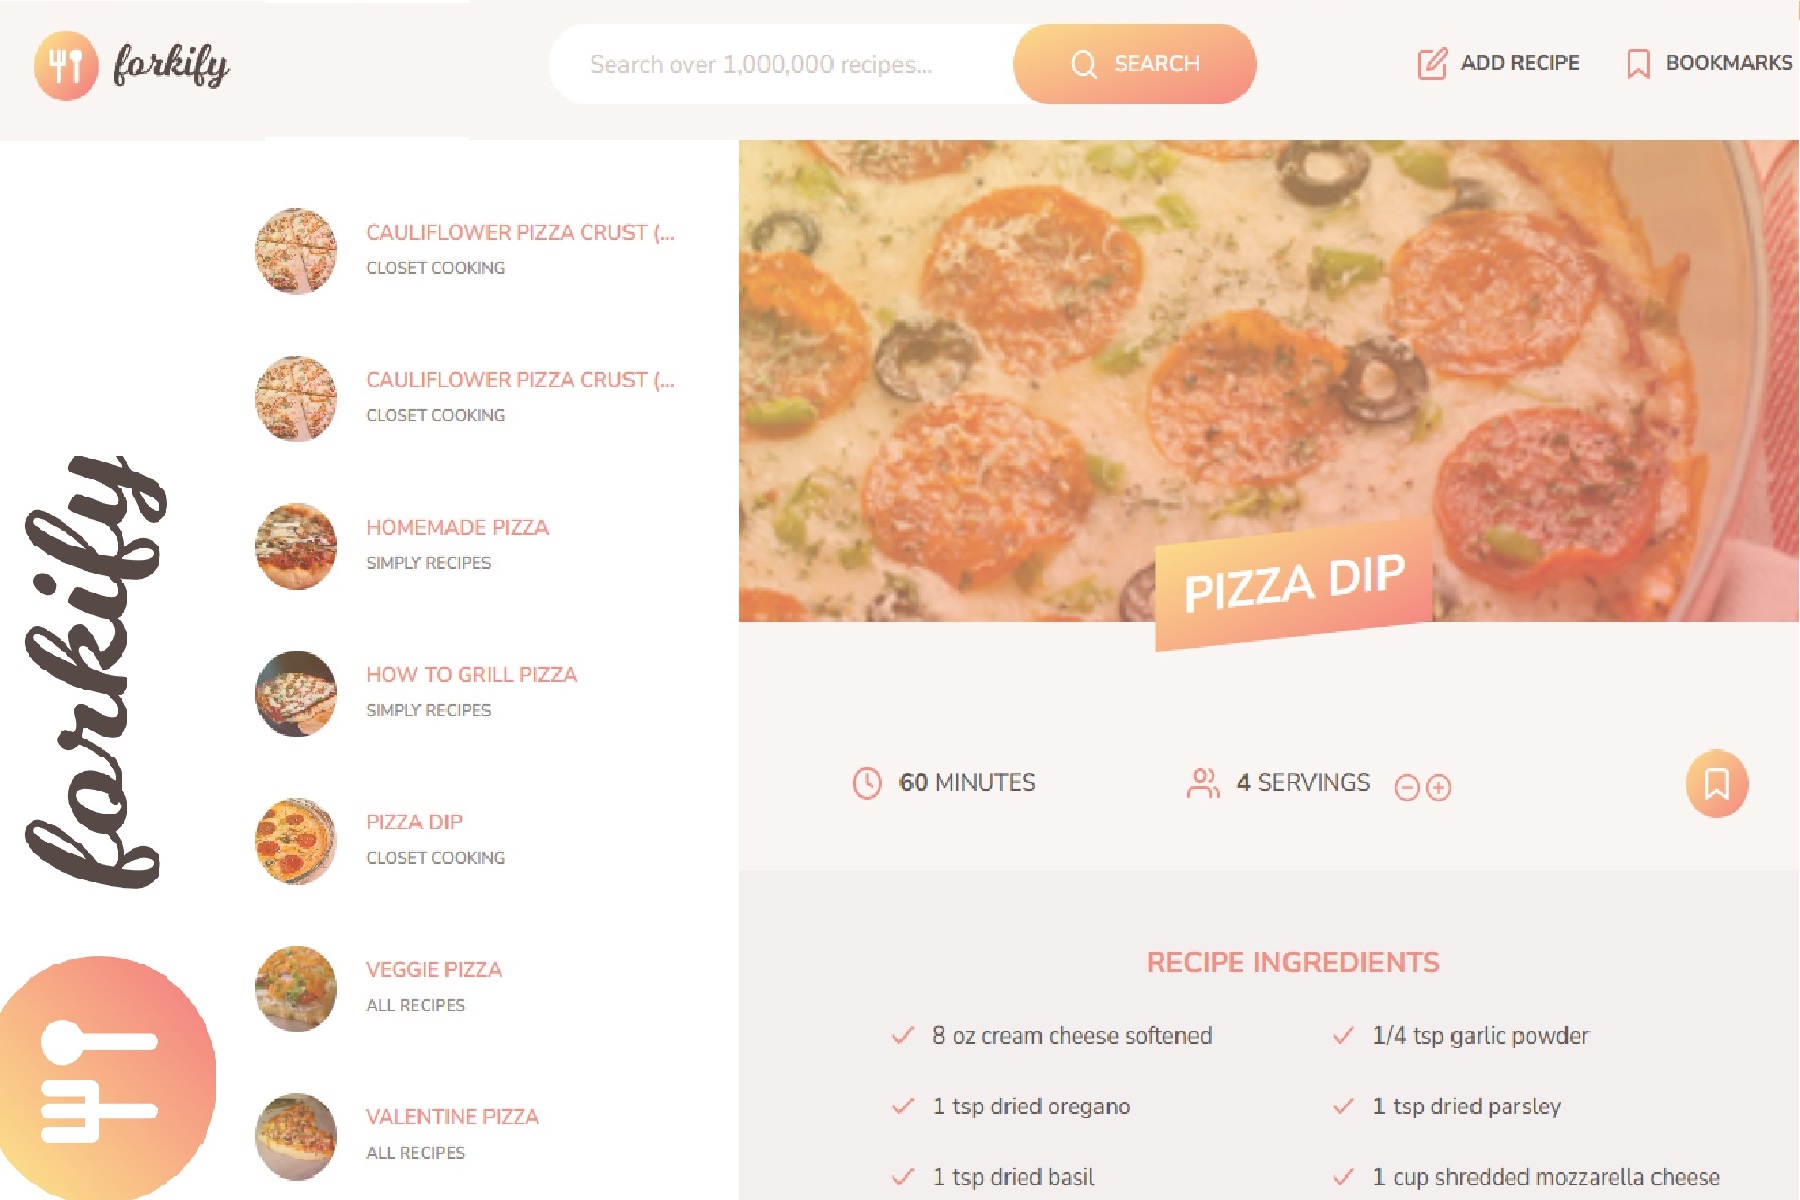 forkify
Search over 1,000,000 recipes...
SEARCH
ADD RECIPE
BOOKMARKS
forkify
CAULIFLOWER PIZZA CRUST (...
CLOSET COOKING
CAULIFLOWER PIZZA CRUST (...
CLOSET COOKING
HOMEMADE PIZZA
SIMPLY RECIPES
HOW TO GRILL PIZZA
SIMPLY RECIPES
PIZZA DIP
CLOSET COOKING
VEGGIE PIZZA
ALL RECIPES
VALENTINE PIZZA
ALL RECIPES
PIZZA DIP
60 MINUTES
4 SERVINGS
RECIPE INGREDIENTS
8 oz cream cheese softened
1/4 tsp garlic powder
1 tsp dried oregano
1 tsp dried parsley
1 tsp dried basil
1 cup shredded mozzarella cheese